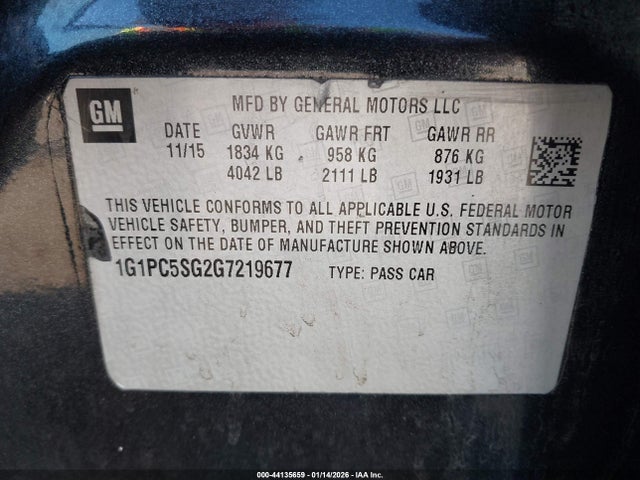 GM
MFD BY GENERAL MOTORS LLC
DATE GVWR GAWR FRT GAWR RR
11/15 1834 KG 958 KG 876 KG
4042 LB 2111 LB 1931 LB
THIS VEHICLE CONFORMS TO ALL APPLICABLE U.S. FEDERAL MOTOR
VEHICLE SAFETY, BUMPER, AND THEFT PREVENTION STANDARDS IN
EFFECT ON THE DATE OF MANUFACTURE SHOWN ABOVE.
1G1PC5SG2G7219677 TYPE: PASS CAR
000-44135659 - 01/14/2026 - IAA Inc.